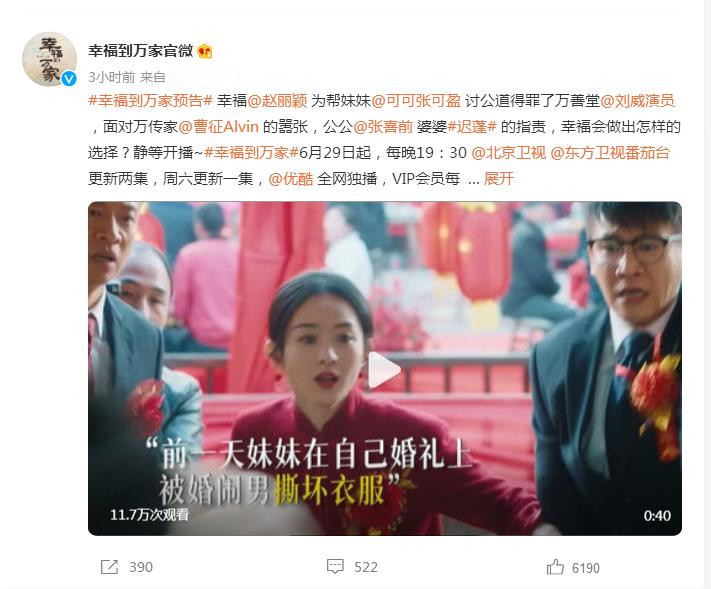 幸福到万家
幸福到万家官微
3小时前 来自
#幸福到万家预告# 幸福@赵丽颖 为帮妹妹@可可张可盈 讨公道得罪了万善堂@刘威演员
，面对万传家@曹征Alvin 的嚣张，公公@张喜前 婆婆#迟蓬# 的指责，幸福会做出怎样的
选择？静等开播~#幸福到万家#6月29日起，每晚19：30 @北京卫视 @东方卫视番茄台
更新两集，周六更新一集，@优酷 全网独播，VIP会员每 ... 展开
“前一天妹妹在自己婚礼上
被婚闹男撕坏衣服”
11.7万次观看
0:40
390
522
6190